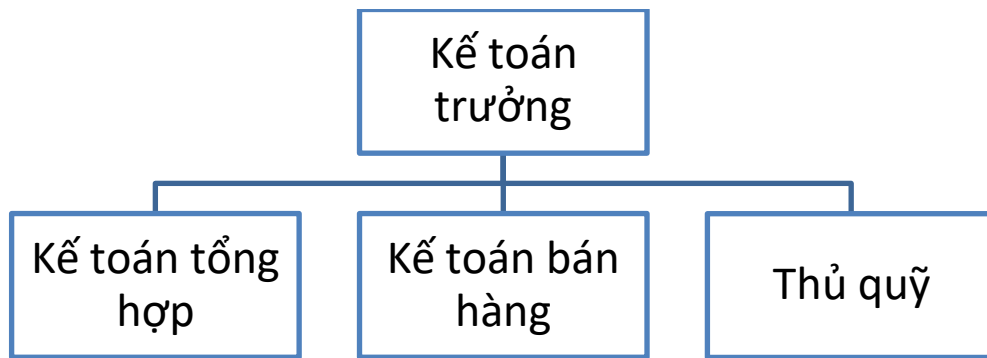 Kế toán
trưởng
Kế toán tổng
hợp
Kế toán bán
hàng
Thủ quỹ